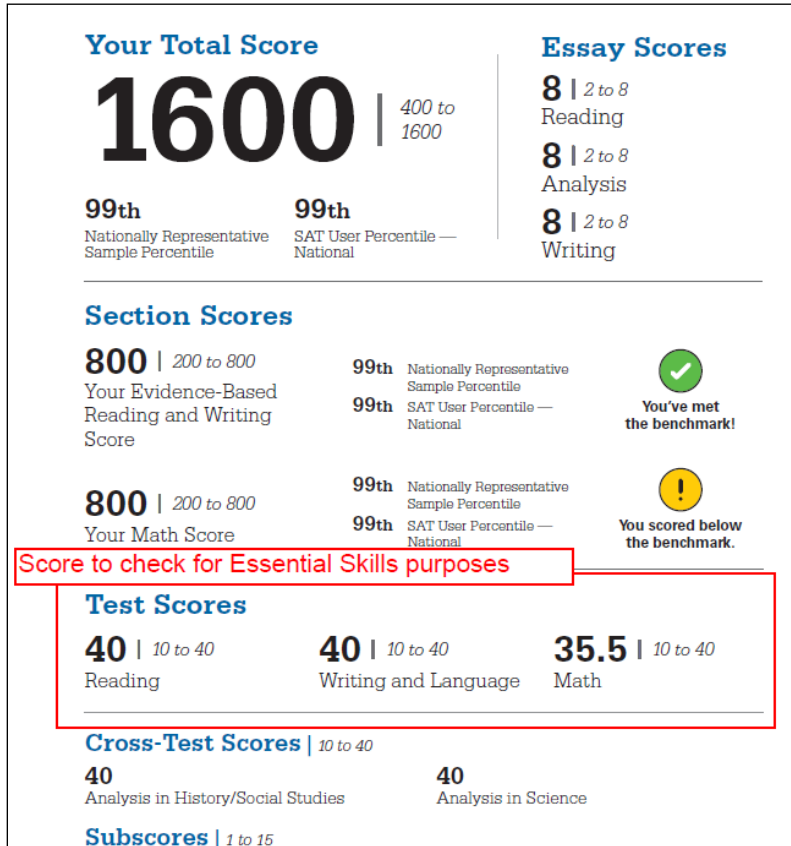 Your Total Score
1600 | 400 to
1600
99th
Nationally Representative
Sample Percentile
99th
SAT User Percentile —
National
Essay Scores
8 | 2 to 8
Reading
8 | 2 to 8
Analysis
8 | 2 to 8
Writing
Section Scores
800 | 200 to 800
Your Evidence-Based
Reading and Writing
Score
99th Nationally Representative
Sample Percentile
99th SAT User Percentile —
National
You've met
the benchmark!
800 | 200 to 800
Your Math Score
99th Nationally Representative
Sample Percentile
99th SAT User Percentile —
National
!
You scored below
the benchmark.
Score to check for Essential Skills purposes
Test Scores
40 | 10 to 40
Reading
40 | 10 to 40
Writing and Language
35.5 | 10 to 40
Math
Cross-Test Scores | 10 to 40
40
Analysis in History/Social Studies
40
Analysis in Science
Subscores | 1 to 15